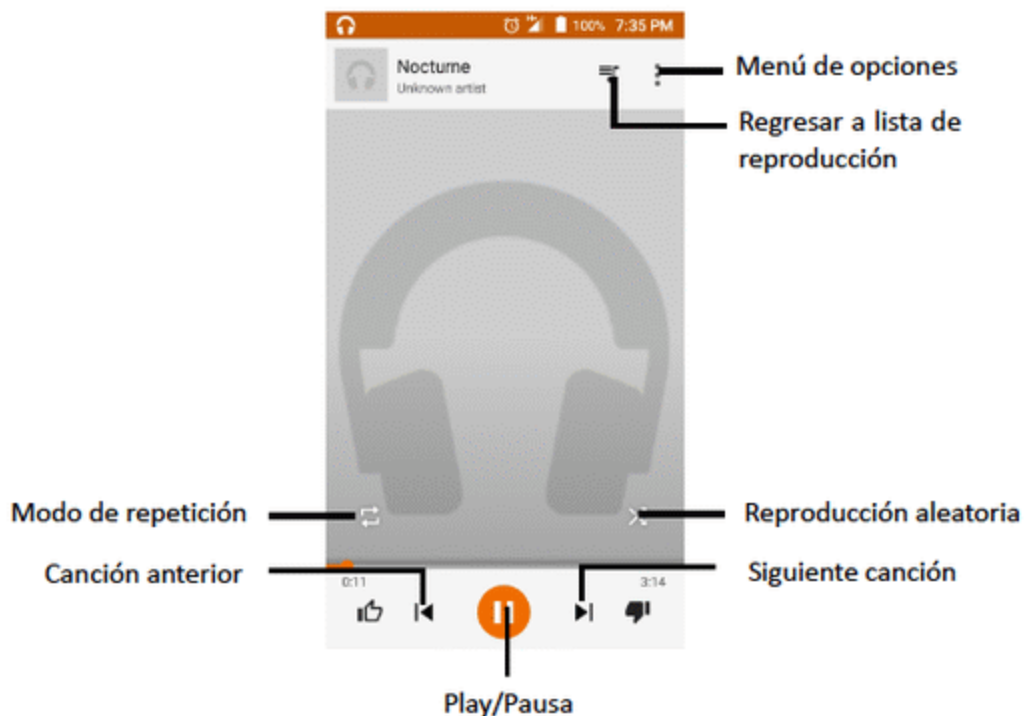 100% 7:35 PM
Nocturne
Unknown artist
Menú de opciones
Regresar a lista de
reproducción
Modo de repetición
Reproducción aleatoria
Canción anterior
Siguiente canción
0:11
3:14
Play/Pausa